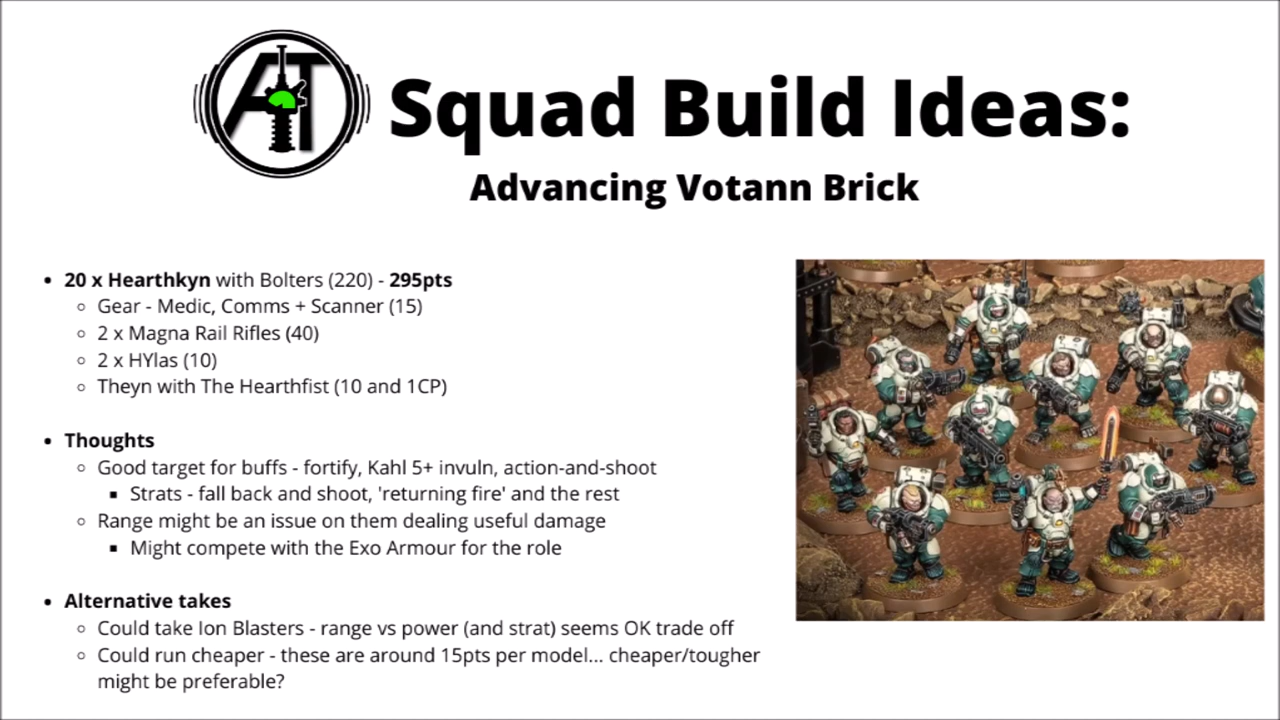 AT
Squad Build Ideas:
Advancing Votann Brick
• 20 x Hearthkyn with Bolters (220) - 295pts
○ Gear - Medic, Comms + Scanner (15)
○ 2 x Magna Rail Rifles (40)
○ 2 x HYlas (10)
○ Theyn with The Hearthfist (10 and 1CP)
• Thoughts
○ Good target for buffs - fortify, Kahl 5+ invuln, action-and-shoot
▪ Strats - fall back and shoot, 'returning fire' and the rest
○ Range might be an issue on them dealing useful damage
▪ Might compete with the Exo Armour for the role
• Alternative takes
○ Could take Ion Blasters - range vs power (and strat) seems OK trade off
○ Could run cheaper - these are around 15pts per model... cheaper/tougher
might be preferable?